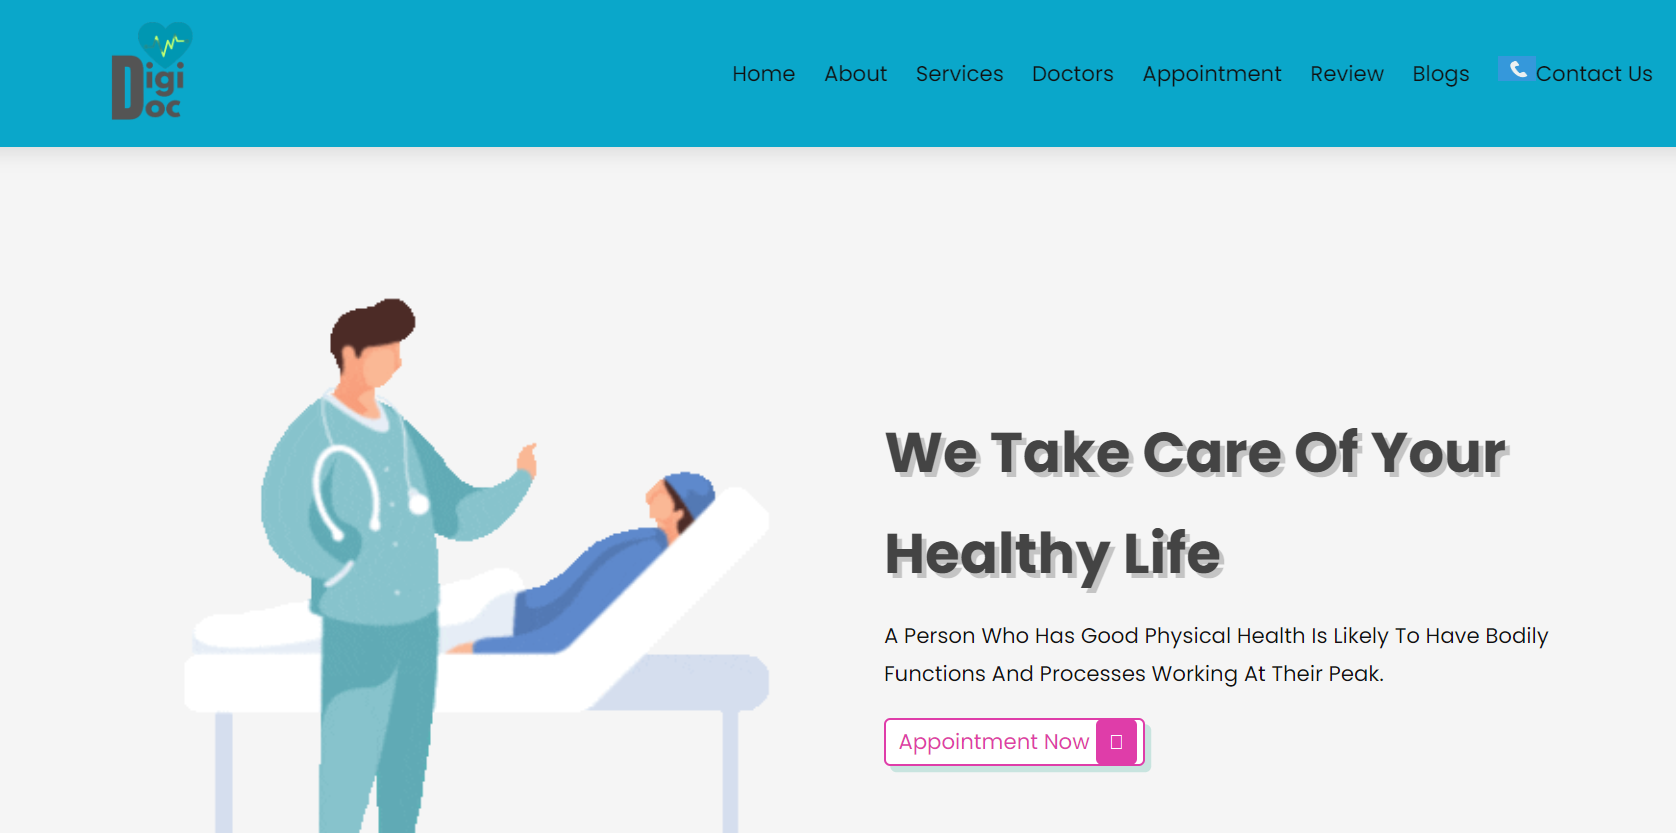 Digi
Doc
Home About Services Doctors Appointment Review Blogs Contact Us
We Take Care Of Your
Healthy Life
A Person Who Has Good Physical Health Is Likely To Have Bodily
Functions And Processes Working At Their Peak.
Appointment Now